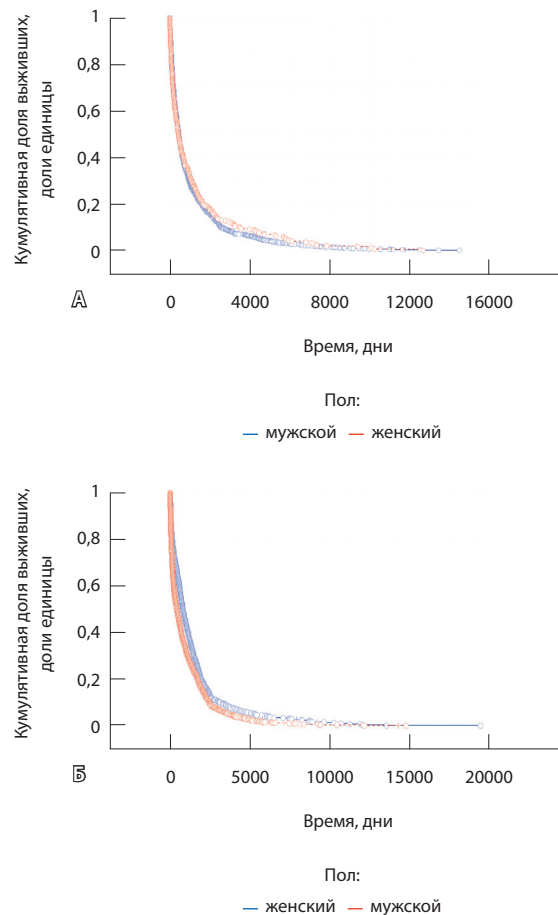 Кумулятивная доля выживших,
доли единицы
1
0,8
0,6
0,4
0,2
0
А
0 4000 8000 12000 16000
Время, дни
Пол:
мужской женский
Кумулятивная доля выживших,
доли единицы
1
0,8
0,6
0,4
0,2
0
Б
0 5000 10000 15000 20000
Время, дни
Пол:
женский мужской